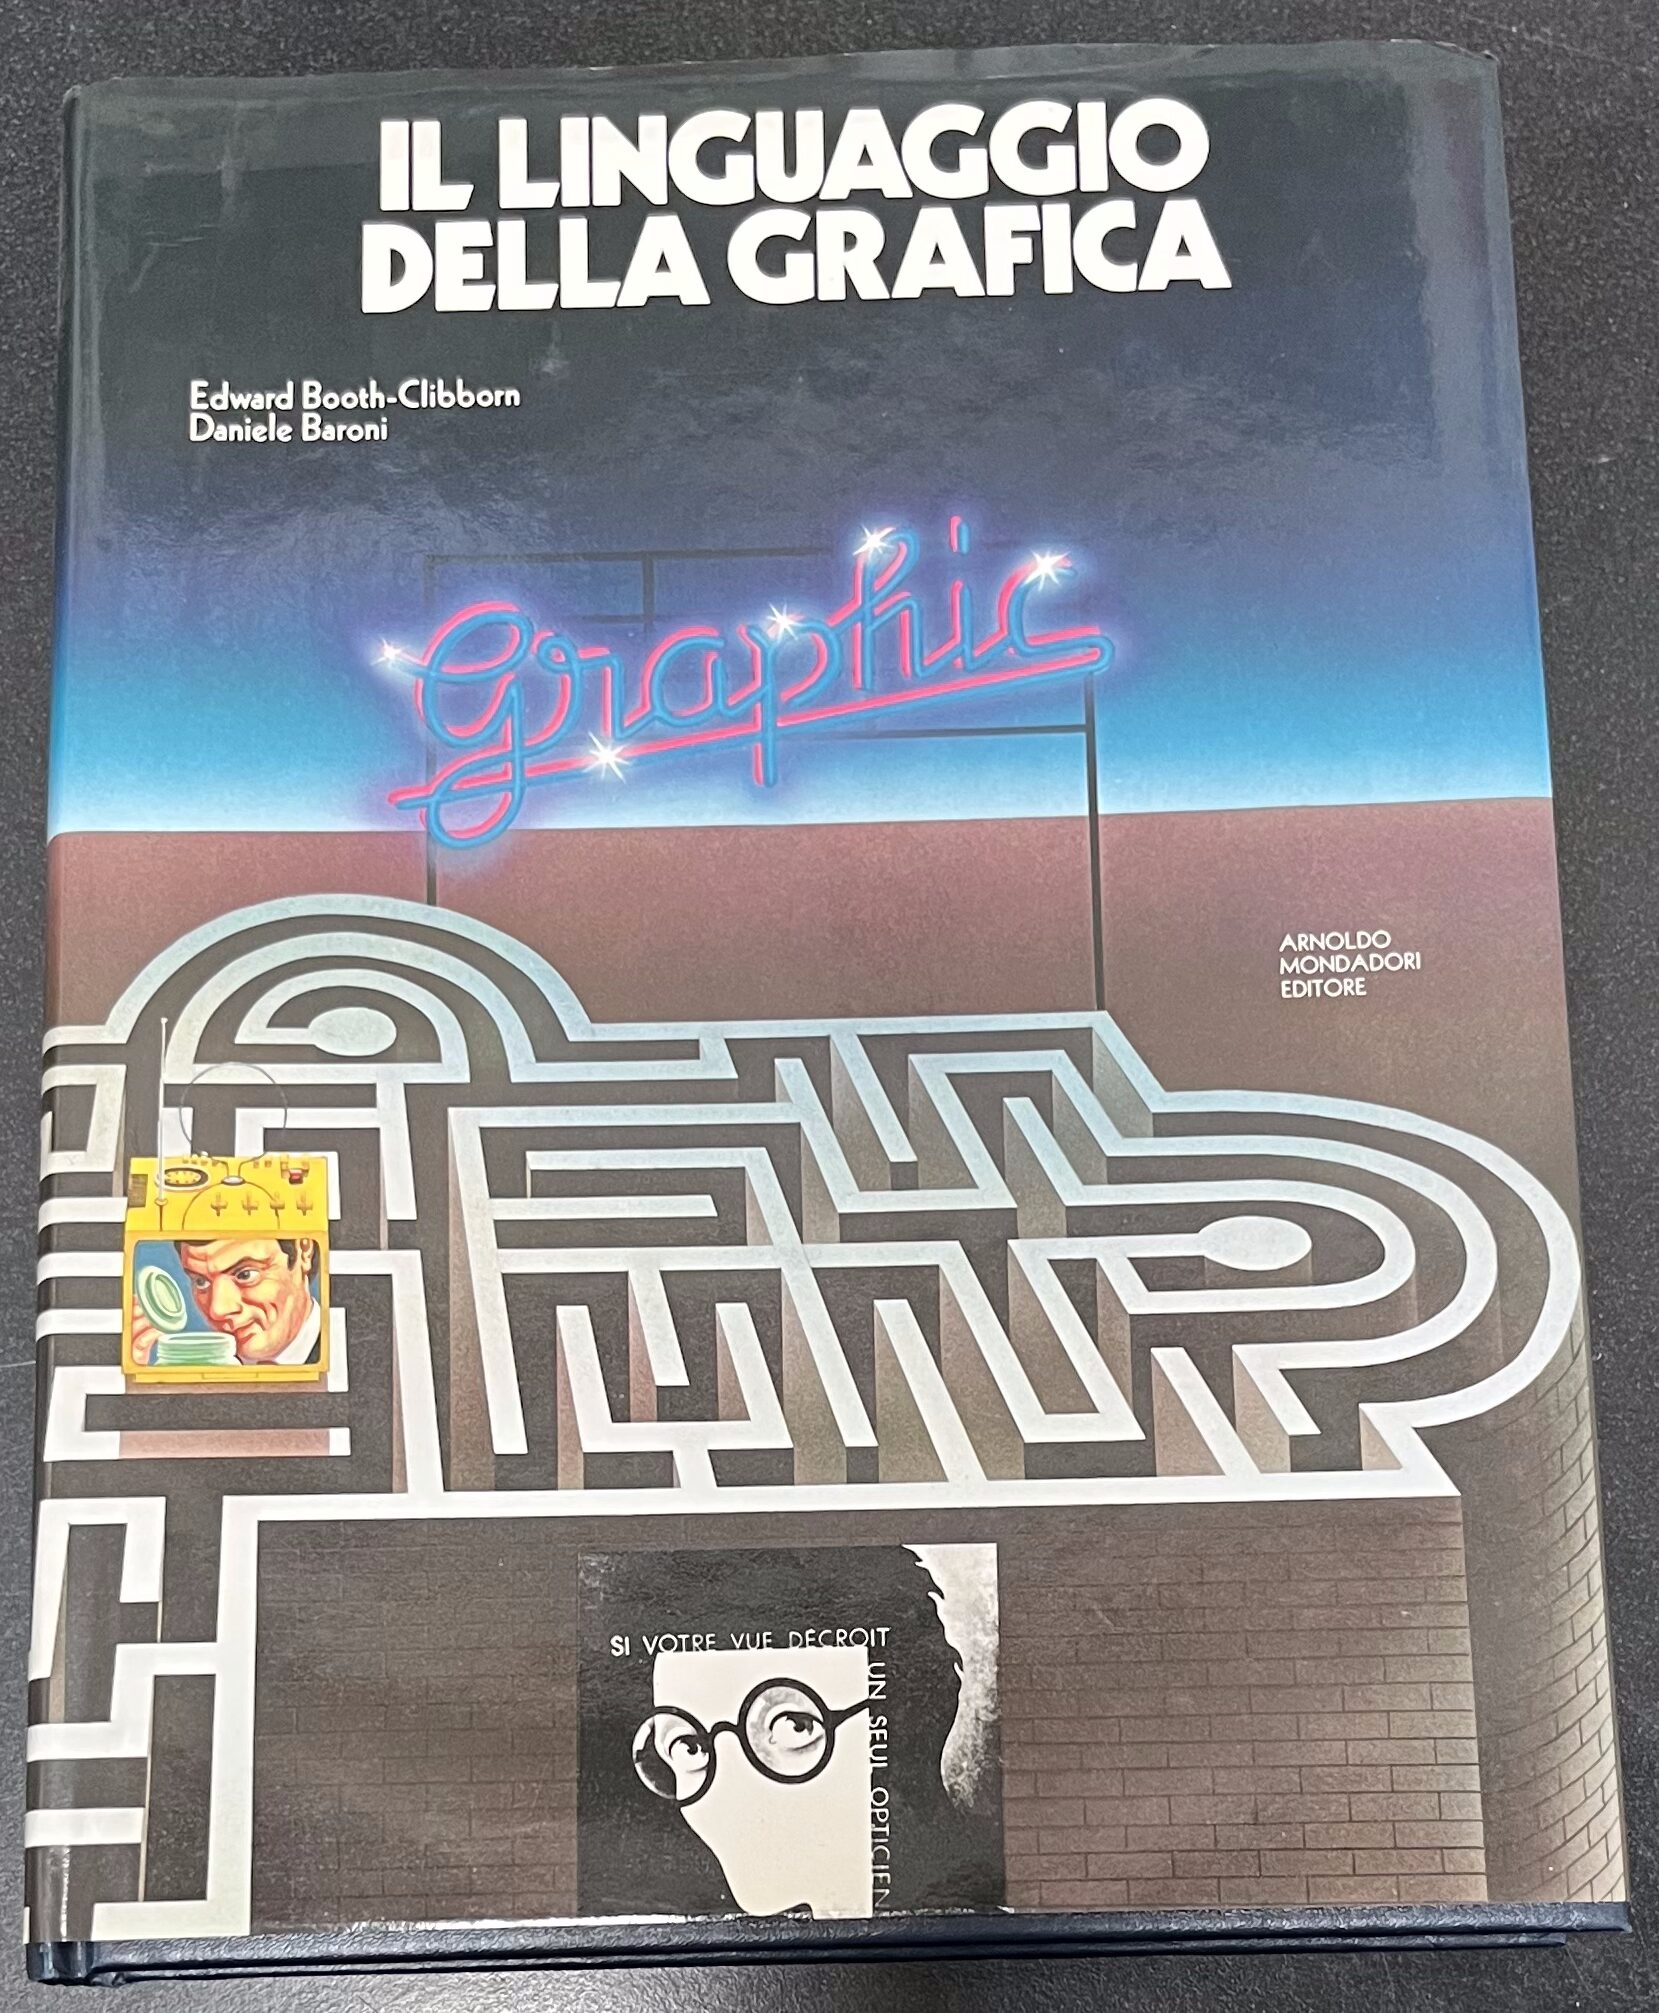 IL LINGUAGGIO
DELLA GRAFICA
Edward Booth-Clibborn
Daniele Baroni
graphic
ARNOLDO
MONDADORI
EDITORE
SI VOTRE VUE DÉCROIT
UN SEUL OPTICIEN